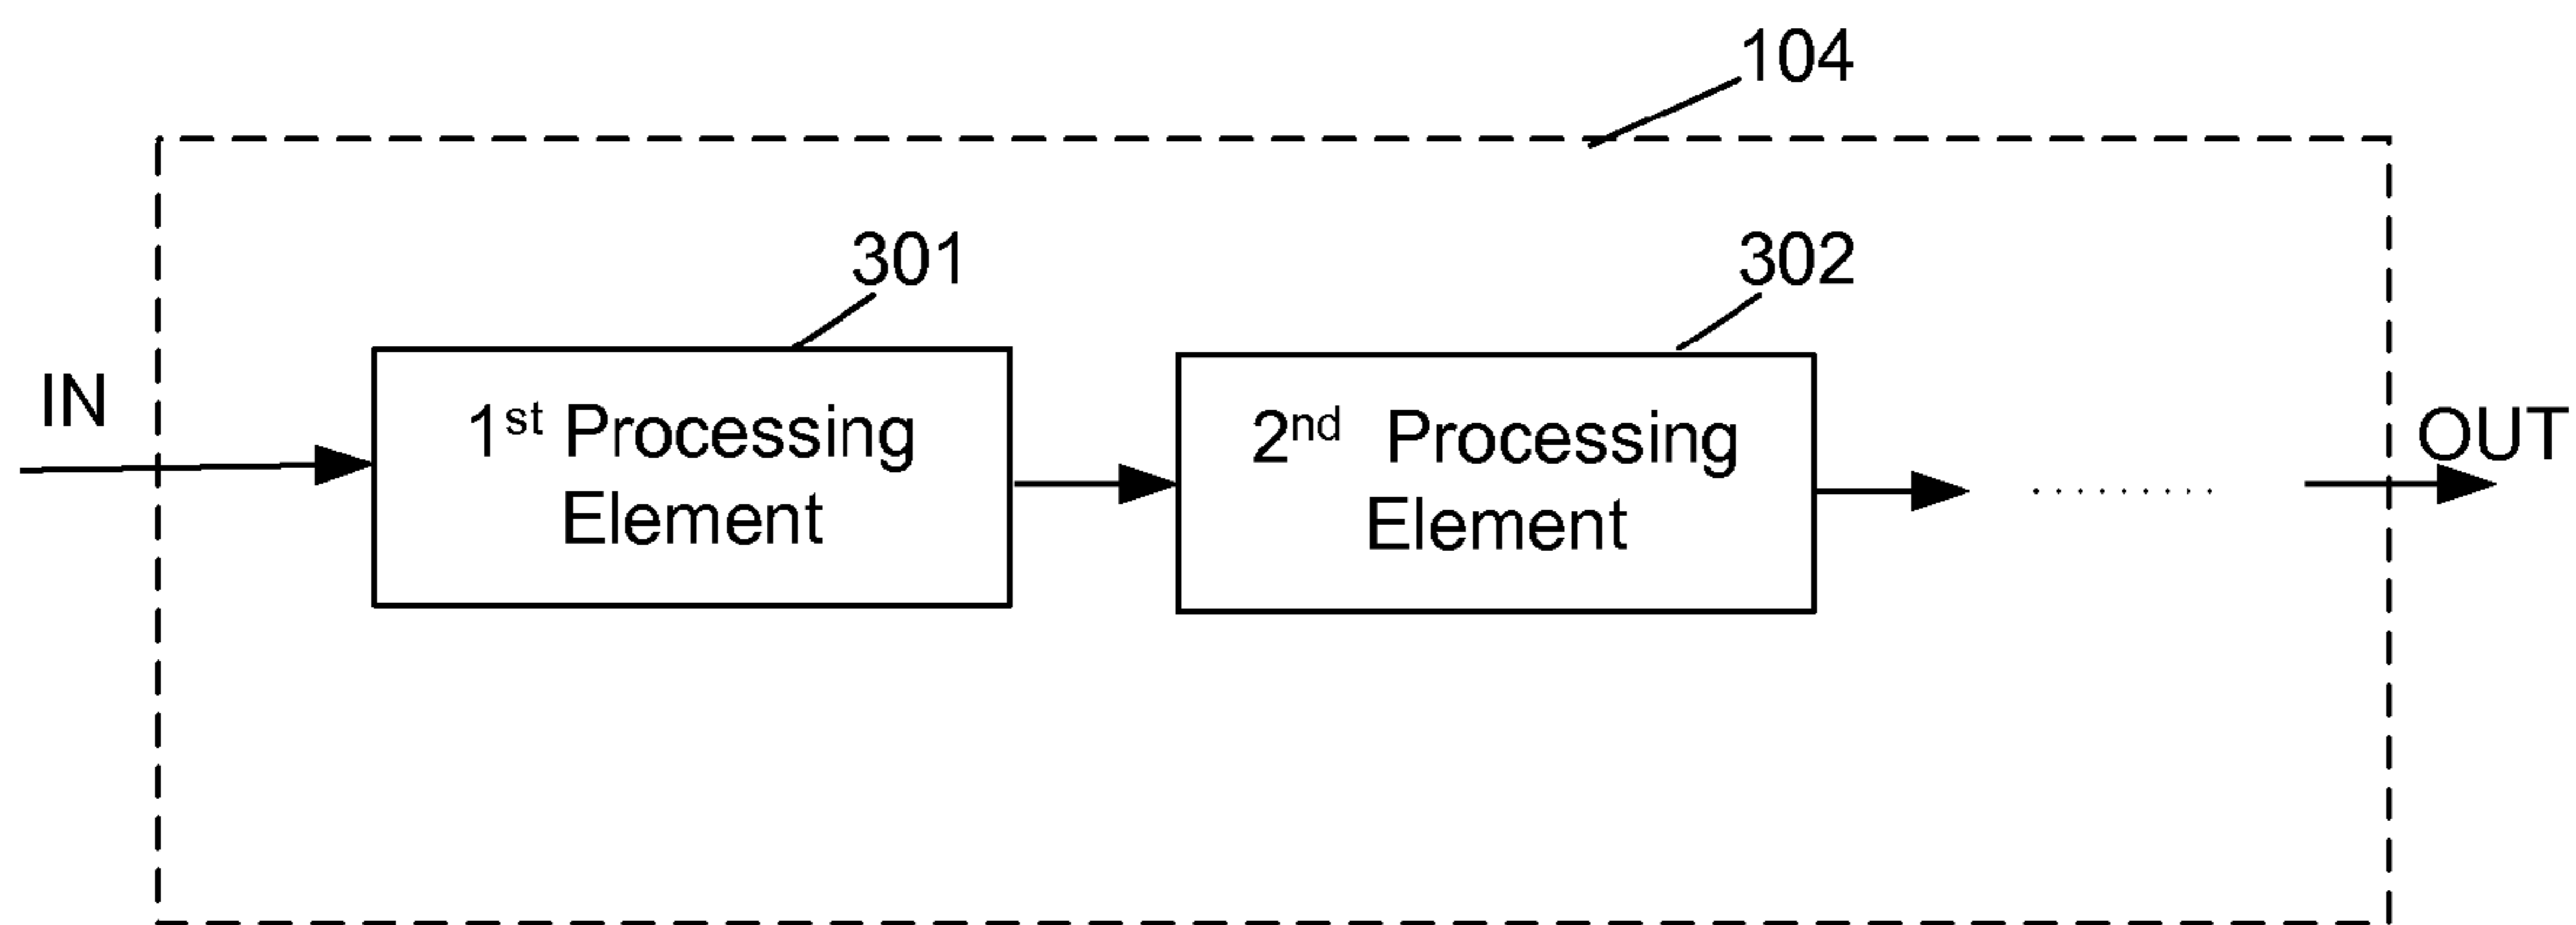 104
301
302
IN
1st Processing
Element
2nd Processing
Element
OUT